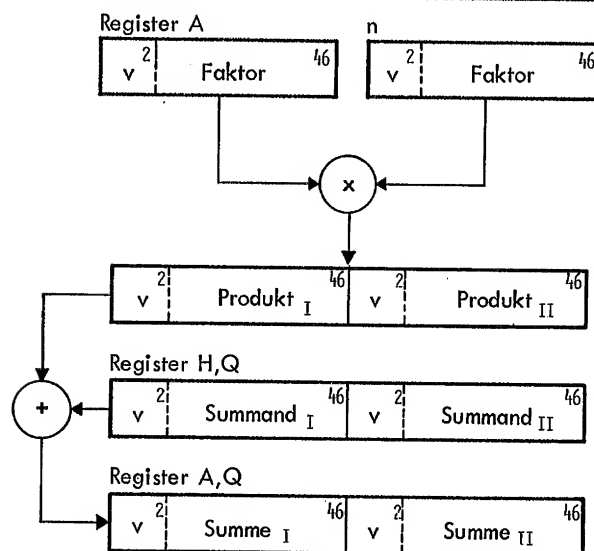 Register A n
v 2 Faktor 46 v 2 Faktor 46
x
v 2 Produkt I 46 v 2 Produkt II 46
Register H,Q
+ v 2 Summand I 46 v 2 Summand II 46
Register A,Q
v 2 Summe I 46 v 2 Summe II 46